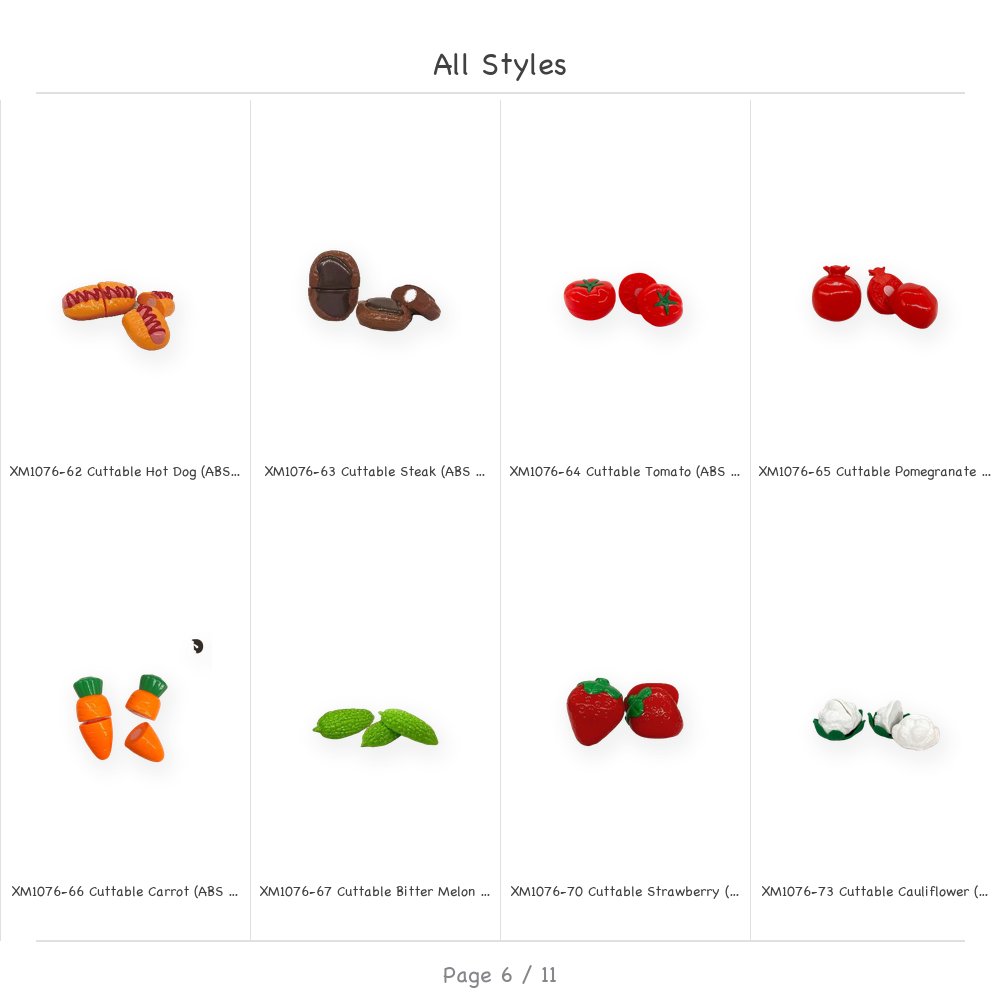 All Styles
XM1076-62 Cuttable Hot Dog (ABS...
XM1076-63 Cuttable Steak (ABS ...
XM1076-64 Cuttable Tomato (ABS ...
XM1076-65 Cuttable Pomegranate ...
XM1076-66 Cuttable Carrot (ABS ...
XM1076-67 Cuttable Bitter Melon ...
XM1076-70 Cuttable Strawberry (...
XM1076-73 Cuttable Cauliflower (...
Page 6 / 11